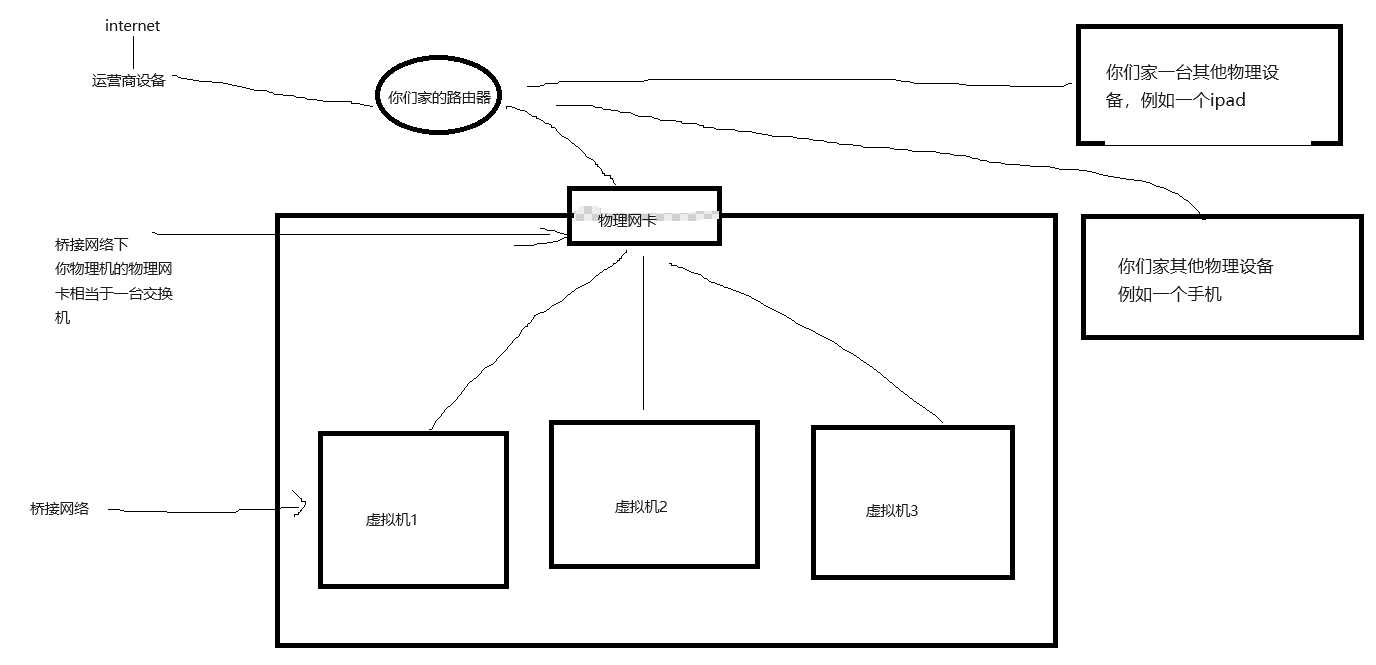 internet
运营商设备
你们家的路由器
你们家一台其他物理设
备，例如一个ipad
物理网卡
桥接网络下
你物理机的物理网
卡相当于一台交换
机
你们家其他物理设备
例如一个手机
桥接网络
虚拟机1
虚拟机2
虚拟机3